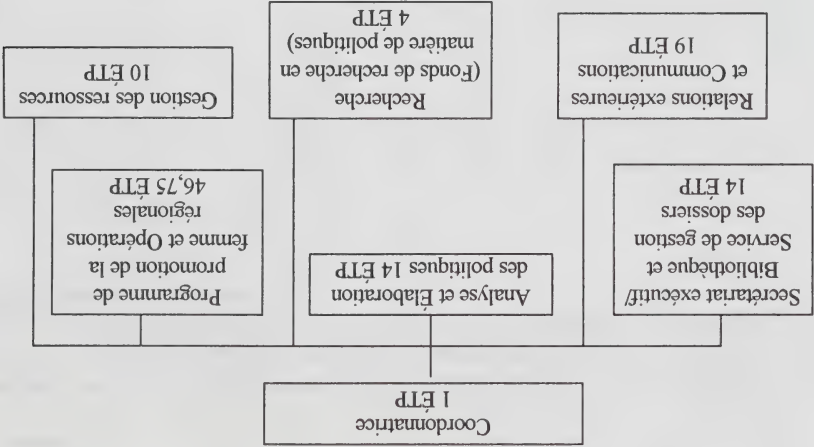 Coordonnatrice
1 ÉTP
Secrétariat exécutif/
Bibliothèque et
Service de gestion
des dossiers
14 ÉTP
Analyse et Élaboration
des politiques 14 ÉTP
Programme de
promotion de la
femme et Opérations
régionales
46,75 ÉTP
Relations extérieures
et Communications
19 ÉTP
Recherche
(Fonds de recherche en
matière de politiques)
4 ÉTP
Gestion des ressources
10 ÉTP